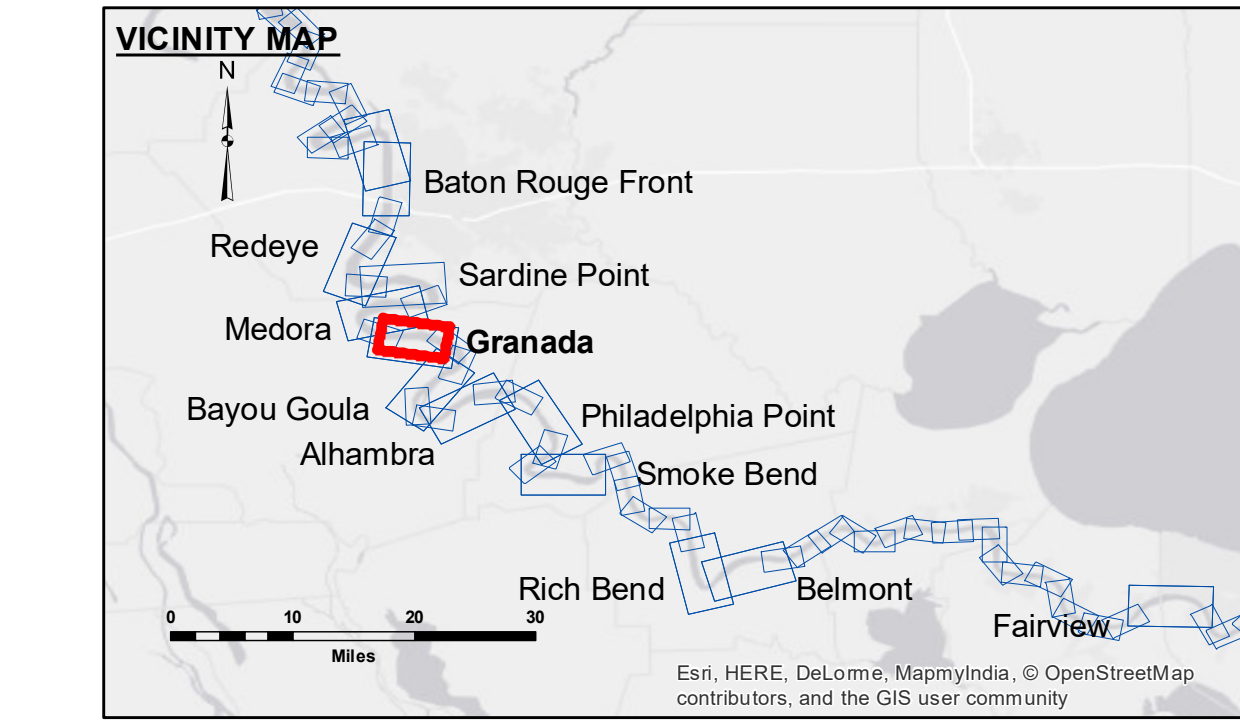 VICINITY MAP
N
Baton Rouge Front
Redeye
Sardine Point
Medora
Granada
Bayou Goula
Philadelphia Point
Alhambra
Smoke Bend
Rich Bend
Belmont
Fairview
0 10 20 30
Miles
Esri, HERE, DeLorme, MapmyIndia, © OpenStreetMap
contributors, and the GIS user community